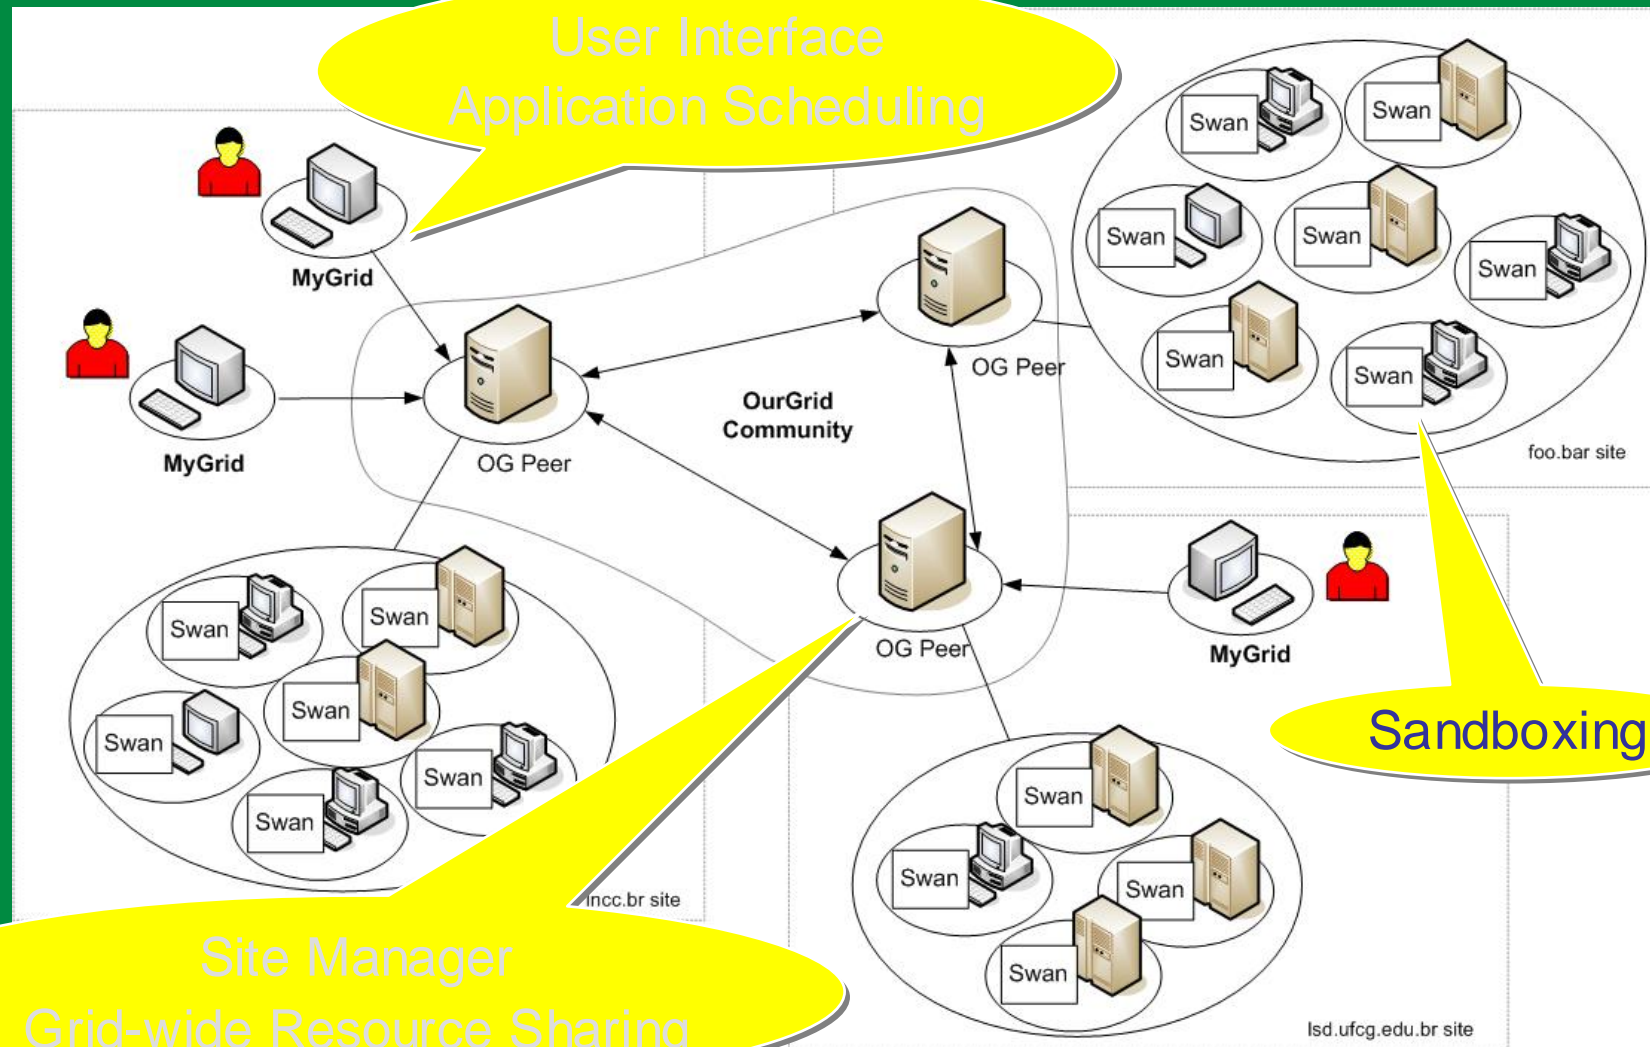 User Interface
Application Scheduling
MyGrid
MyGrid
OG Peer
OG Peer
OurGrid
Community
Swan
Swan
Swan
Swan
Swan
Swan
Swan
foo.bar site
OG Peer
MyGrid
Sandboxing
Swan
Swan
Swan
Swan
Swan
Swan
lncc.br site
Swan
Swan
Swan
Swan
lsd.ufcg.edu.br site
Site Manager
Grid-wide Resource Sharing